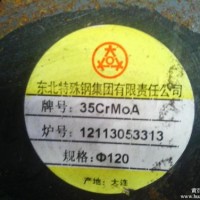 东北特殊钢集团有限责任公司
牌号: 35CrMoA
炉号: 12113053313
规格: Φ120
产地: 大连